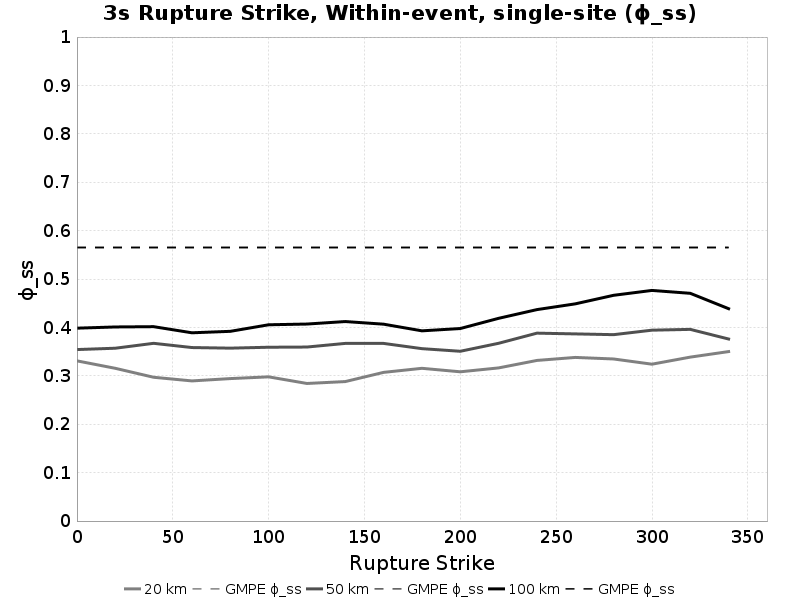 3s Rupture Strike, Within-event, single-site (ϕ_ss)
1
0.9
0.8
0.7
0.6
0.5
0.4
0.3
0.2
0.1
0
ϕ_ss
0 50 100 150 200 250 300 350
Rupture Strike
20 km GMPE ϕ_ss 50 km GMPE ϕ_ss 100 km GMPE ϕ_ss